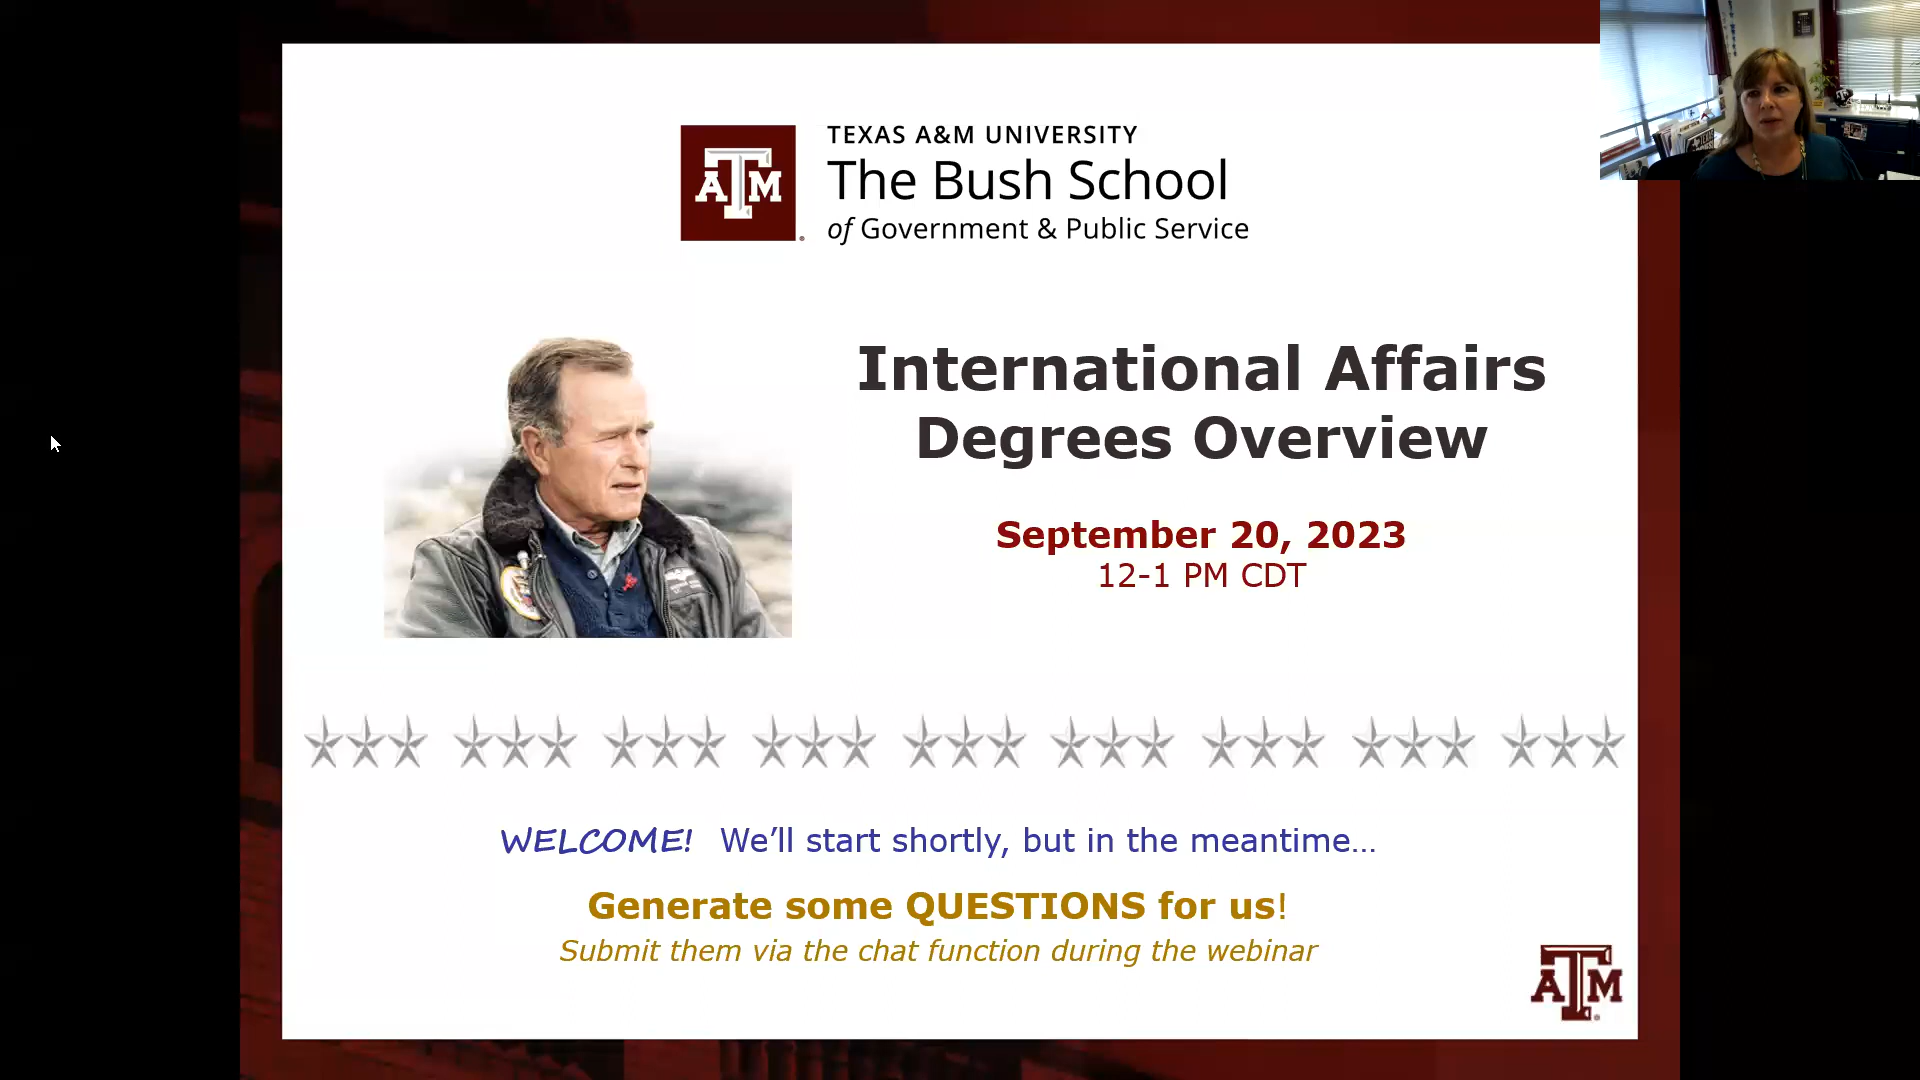 TEXAS A&M UNIVERSITY
The Bush School
of Government & Public Service
ATM
International Affairs
Degrees Overview
September 20, 2023
12-1 PM CDT
WELCOME! We’ll start shortly, but in the meantime...
Generate some QUESTIONS for us!
Submit them via the chat function during the webinar
ATM